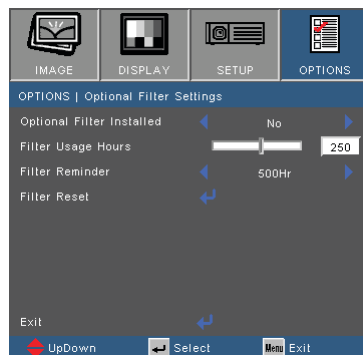 IMAGE DISPLAY SETUP OPTIONS
OPTIONS | Optional Filter Settings
Optional Filter Installed No
Filter Usage Hours 250
Filter Reminder 500Hr
Filter Reset
Exit
UpDown Select Menu Exit